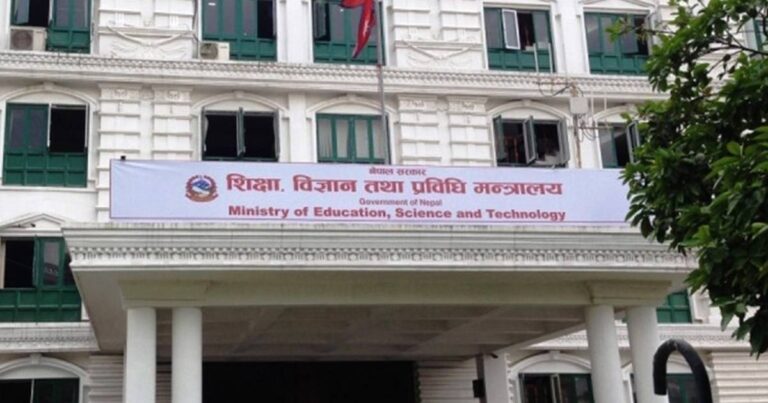 नेपाल सरकार
शिक्षा, विज्ञान तथा प्रविधि मन्त्रालय
Government of Nepal
Ministry of Education, Science and Technology